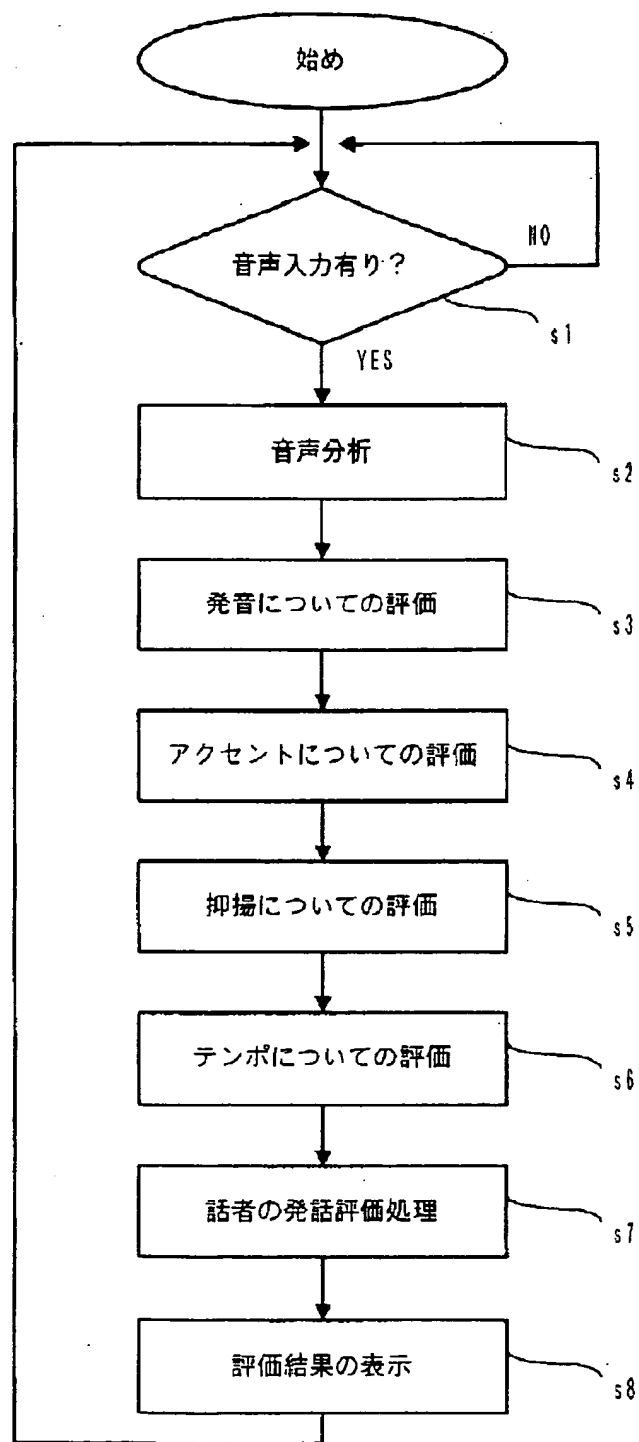 始め
音声入力有り？
NO
s1
YES
音声分析
s2
発音についての評価
s3
アクセントについての評価
s4
抑揚についての評価
s5
テンポについての評価
s6
話者の発話評価処理
s7
評価結果の表示
s8